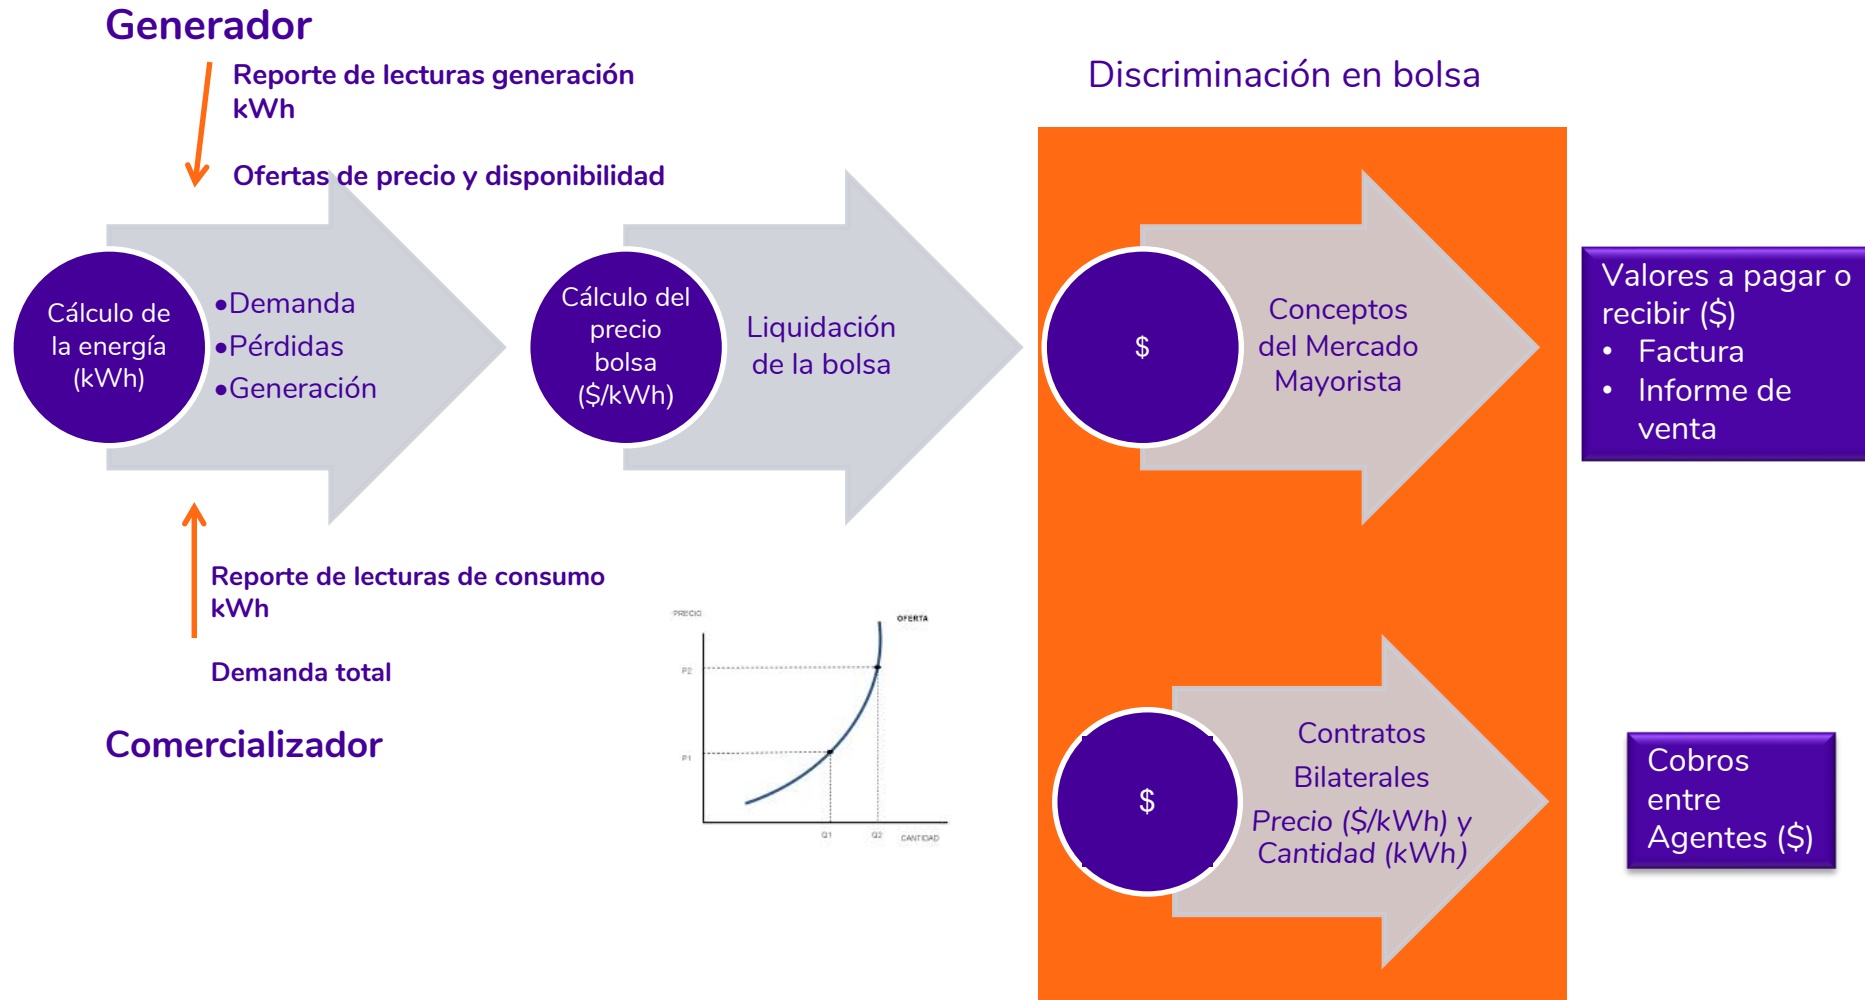 Generador
Reporte de lecturas generación
kWh
Ofertas de precio y disponibilidad
Discriminación en bolsa
Cálculo de
la energía
(kWh)
•Demanda
•Pérdidas
•Generación
Cálculo del
precio
bolsa
($/kWh)
Liquidación
de la bolsa
$
Conceptos
del Mercado
Mayorista
Valores a pagar o
recibir ($)
• Factura
• Informe de
venta
Reporte de lecturas de consumo
kWh
Demanda total
Comercializador
PRECIO
OFERTA
P2
P1
Q1
Q2
CANTIDAD
$
Contratos
Bilaterales
Precio ($/kWh) y
Cantidad (kWh)
Cobros
entre
Agentes ($)